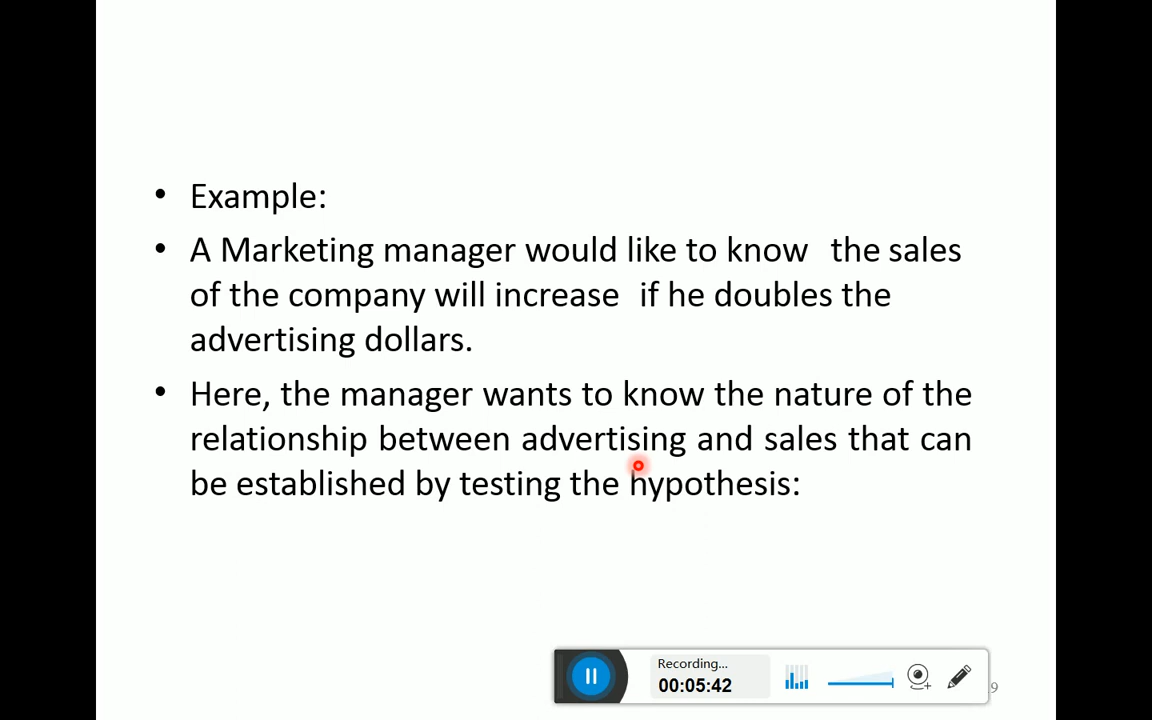 • Example:
• A Marketing manager would like to know the sales
of the company will increase if he doubles the
advertising dollars.
• Here, the manager wants to know the nature of the
relationship between advertising and sales that can
be established by testing the hypothesis:
Recording...
00:05:42
9